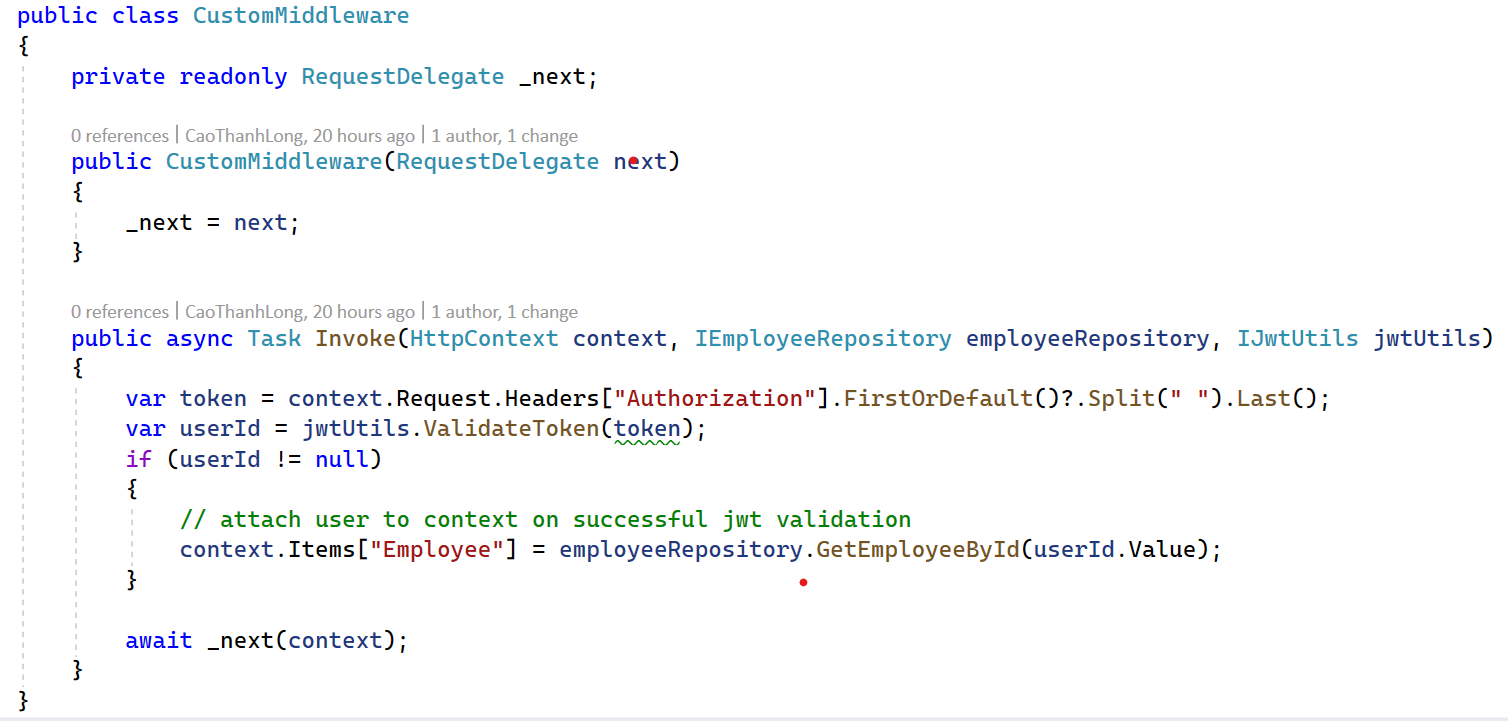 public class CustomMiddleware
{
    private readonly RequestDelegate _next;
    0 references | CaoThanhLong, 20 hours ago | 1 author, 1 change
    public CustomMiddleware(RequestDelegate next)
    {
        _next = next;
    }
    0 references | CaoThanhLong, 20 hours ago | 1 author, 1 change
    public async Task Invoke(HttpContext context, IEmployeeRepository employeeRepository, IJwtUtils jwtUtils)
    {
        var token = context.Request.Headers["Authorization"].FirstOrDefault()?.Split(" ").Last();
        var userId = jwtUtils.ValidateToken(token);
        if (userId != null)
        {
            // attach user to context on successful jwt validation
            context.Items["Employee"] = employeeRepository.GetEmployeeById(userId.Value);
        }
        await _next(context);
    }
}